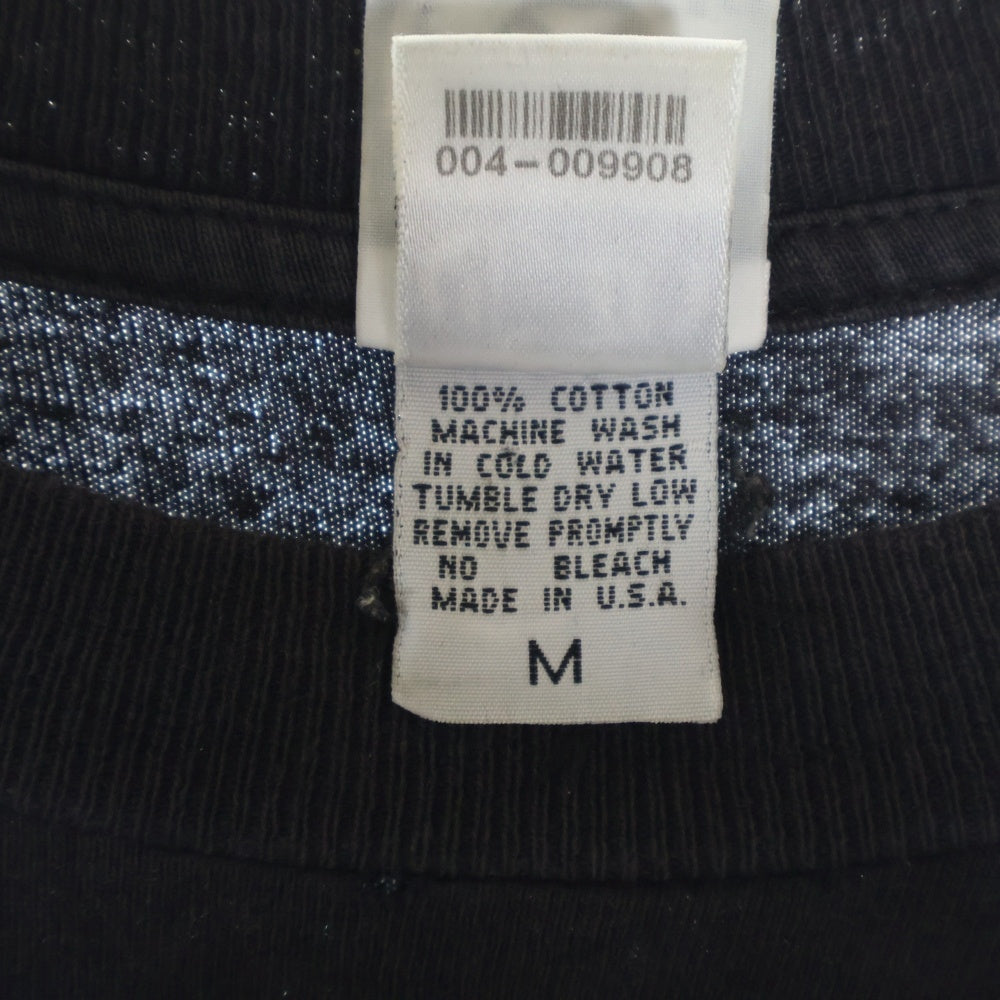 004-009908
100% COTTON
MACHINE WASH
IN COLD WATER
TUMBLE DRY LOW
REMOVE PROMPTLY
NO BLEACH
MADE IN U.S.A.
M